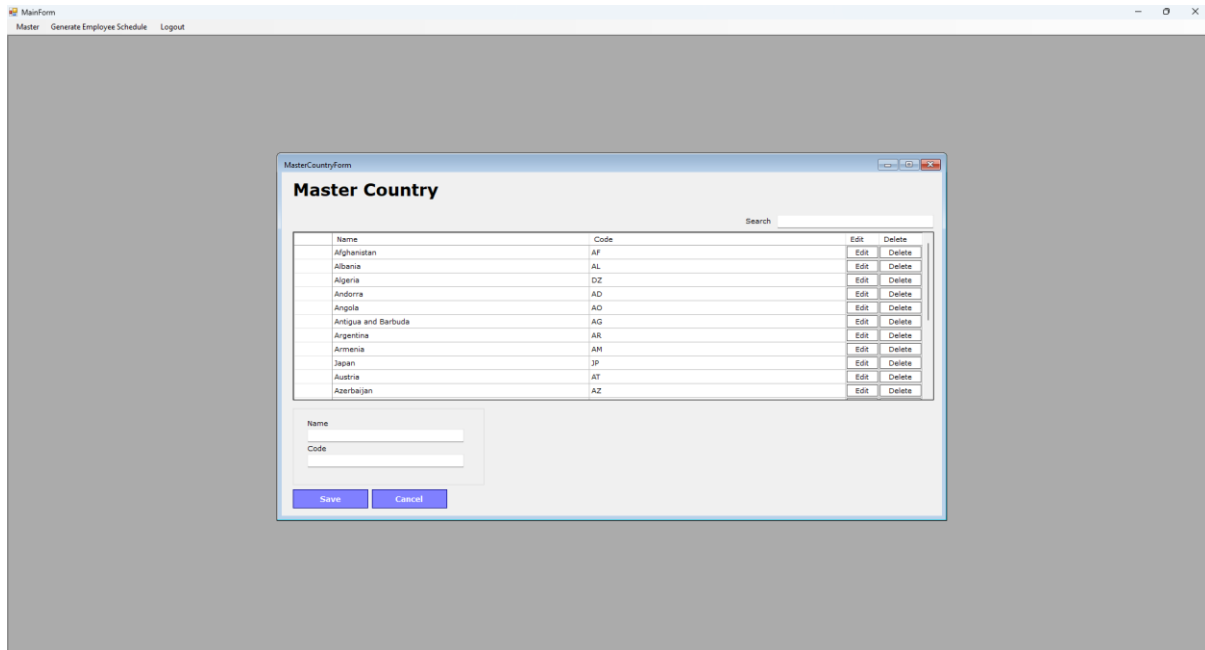 MainForm
Master Generate Employee Schedule Logout
MasterCountryForm
Master Country
Search
Name Code Edit Delete
Afghanistan AF Edit Delete
Albania AL Edit Delete
Algeria DZ Edit Delete
Andorra AD Edit Delete
Angola AO Edit Delete
Antigua and Barbuda AG Edit Delete
Argentina AR Edit Delete
Armenia AM Edit Delete
Japan JP Edit Delete
Austria AT Edit Delete
Azerbaijan AZ Edit Delete
Name
Code
Save Cancel